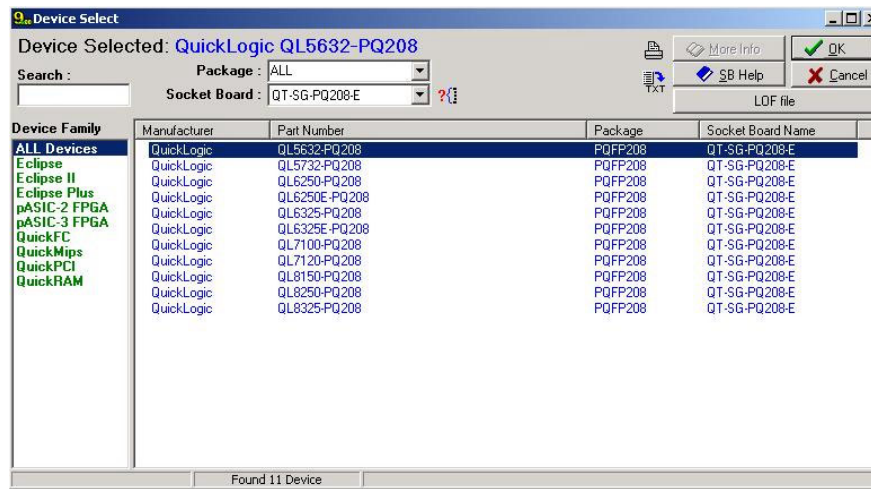 9.00 Device Select
Device Selected: QuickLogic QL5632-PQ208
More Info
OK
Search :
Package : ALL
SB Help
Cancel
Socket Board : QT-SG-PQ208-E
?
TXT
LOF file
Device Family
ALL Devices
Eclipse
Eclipse II
Eclipse Plus
pASIC-2 FPGA
pASIC-3 FPGA
QuickFC
QuickMips
QuickPCI
QuickRAM
Manufacturer Part Number Package Socket Board Name
QuickLogic QL5632-PQ208 PQFP208 QT-SG-PQ208-E
QuickLogic QL5732-PQ208 PQFP208 QT-SG-PQ208-E
QuickLogic QL6250-PQ208 PQFP208 QT-SG-PQ208-E
QuickLogic QL6250E-PQ208 PQFP208 QT-SG-PQ208-E
QuickLogic QL6325-PQ208 PQFP208 QT-SG-PQ208-E
QuickLogic QL6325E-PQ208 PQFP208 QT-SG-PQ208-E
QuickLogic QL7100-PQ208 PQFP208 QT-SG-PQ208-E
QuickLogic QL7120-PQ208 PQFP208 QT-SG-PQ208-E
QuickLogic QL8150-PQ208 PQFP208 QT-SG-PQ208-E
QuickLogic QL8250-PQ208 PQFP208 QT-SG-PQ208-E
QuickLogic QL8325-PQ208 PQFP208 QT-SG-PQ208-E
Found 11 Device